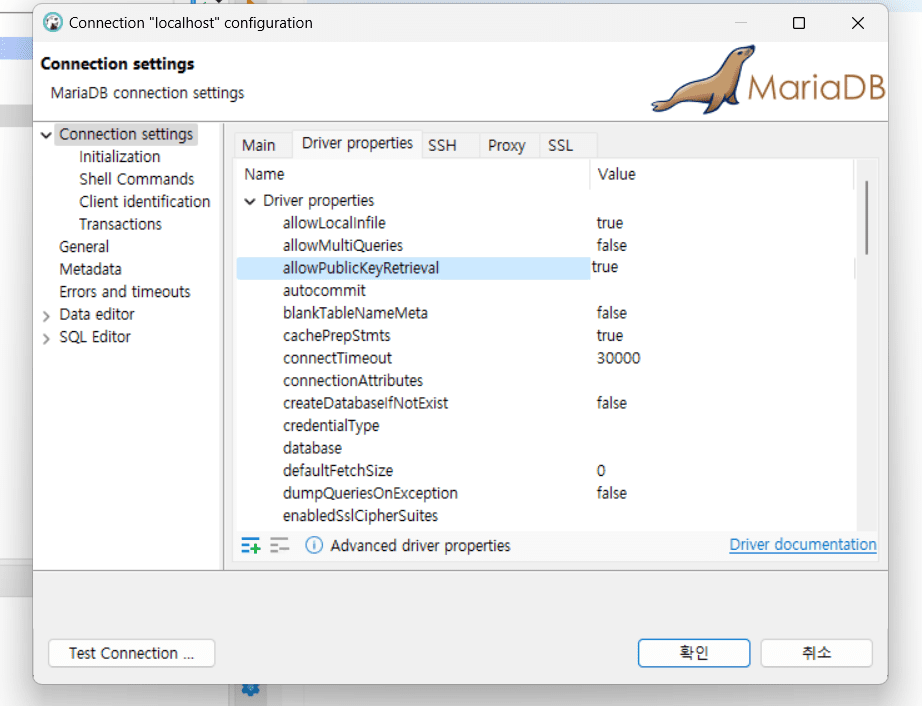 Connection "localhost" configuration
Connection settings
MariaDB connection settings
MariaDB
Connection settings
Initialization
Shell Commands
Client identification
Transactions
General
Metadata
Errors and timeouts
Data editor
SQL Editor
Main Driver properties SSH Proxy SSL
Name Value
Driver properties
allowLocalInfile true
allowMultiQueries false
allowPublicKeyRetrieval true
autocommit
blankTableNameMeta false
cachePrepStmts true
connectTimeout 30000
connectionAttributes
createDatabaseIfNotExist false
credentialType
database
defaultFetchSize 0
dumpQueriesOnException false
enabledSslCipherSuites
Advanced driver properties Driver documentation
Test Connection ... 확인 취소